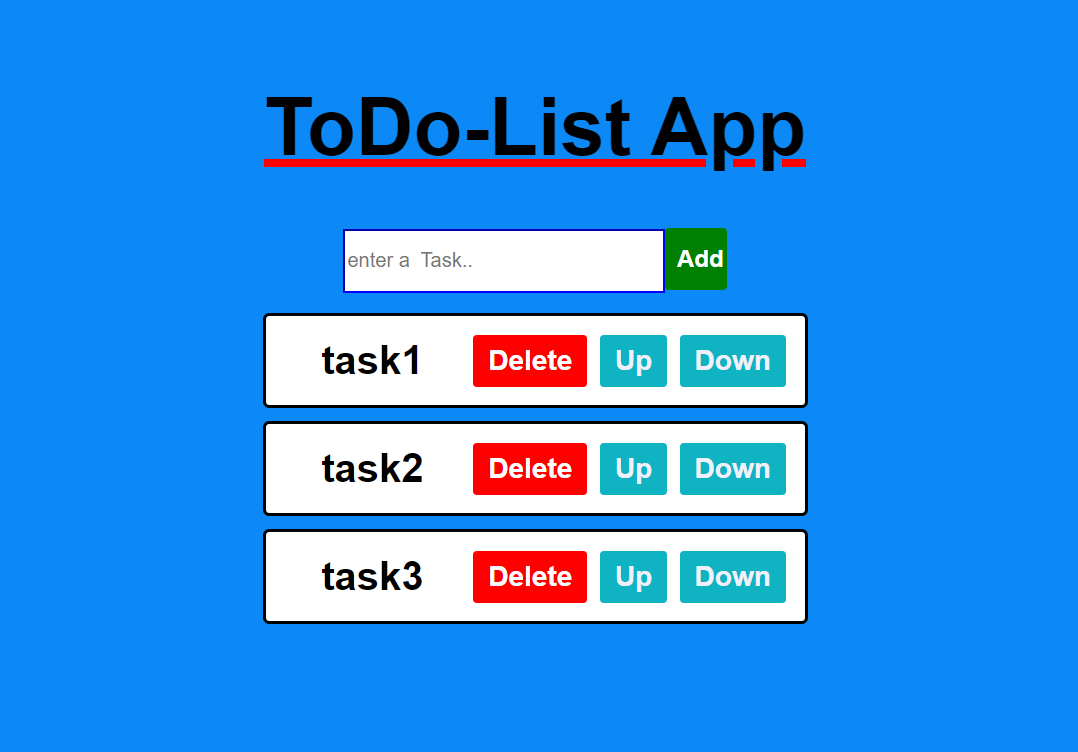 ToDo-List App
enter a  Task.. Add
task1 Delete Up Down
task2 Delete Up Down
task3 Delete Up Down